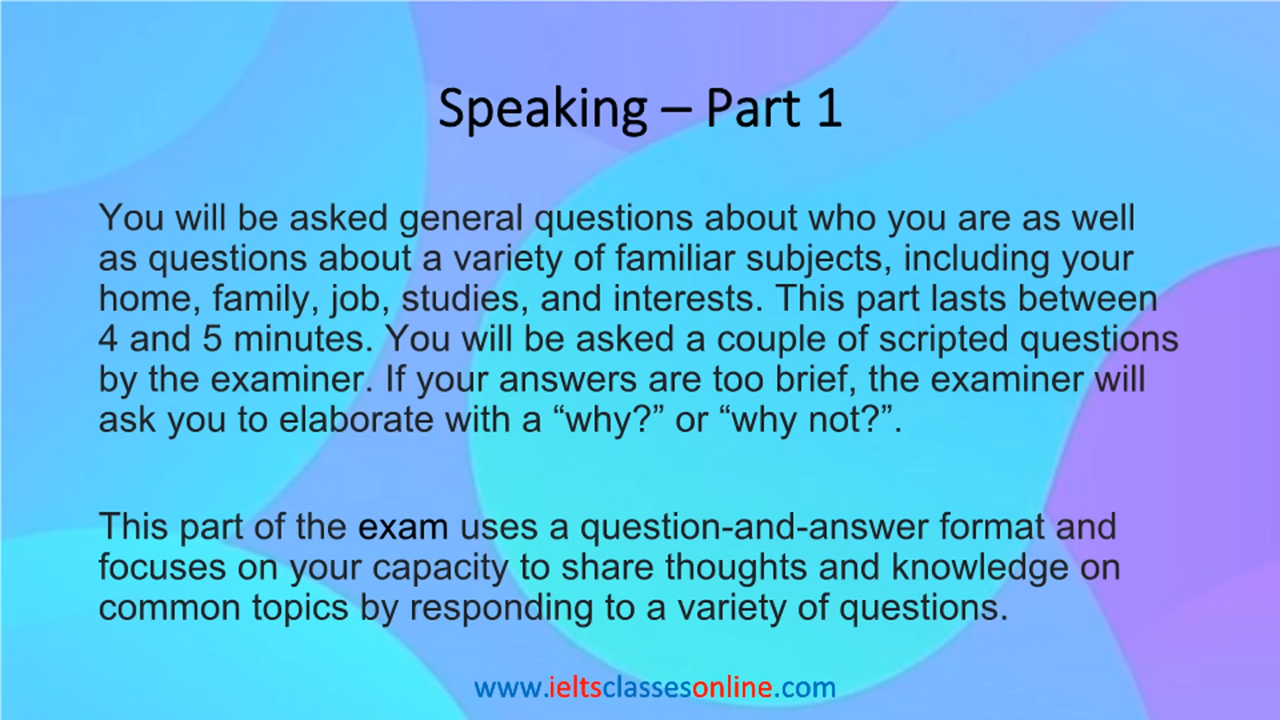 Speaking – Part 1
You will be asked general questions about who you are as well
as questions about a variety of familiar subjects, including your
home, family, job, studies, and interests. This part lasts between
4 and 5 minutes. You will be asked a couple of scripted questions
by the examiner. If your answers are too brief, the examiner will
ask you to elaborate with a “why?” or “why not?”.
This part of the exam uses a question-and-answer format and
focuses on your capacity to share thoughts and knowledge on
common topics by responding to a variety of questions.
www.ieltsclassesonline.com